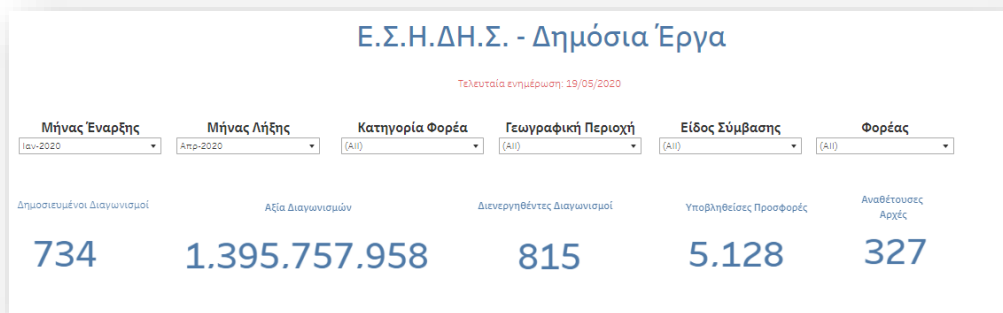 Ε.Σ.Η.ΔΗ.Σ. - Δημόσια Έργα
Τελευταία ενημέρωση: 19/05/2020
Μήνας Έναρξης Μήνας Λήξης Κατηγορία Φορέα Γεωγραφική Περιοχή Είδος Σύμβασης Φορέας
Ιαν-2020 Απρ-2020 (All) (All) (All) (All)
Δημοσιευμένοι Διαγωνισμοί Αξία Διαγωνισμών Διενεργηθέντες Διαγωνισμοί Υποβληθείσες Προσφορές Αναθέτουσες
Αρχές
734 1.395.757.958 815 5.128 327